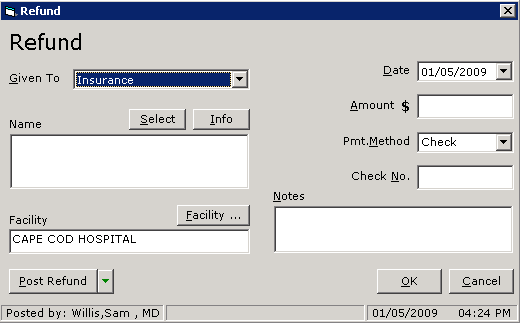 Refund
Refund
Given To Insurance
Date 01/05/2009
Amount $
Name Select Info
Pmt.Method Check
Check No.
Notes
Facility Facility ...
CAPE COD HOSPITAL
Post Refund OK Cancel
Posted by: Willis,Sam , MD 01/05/2009 04:24 PM